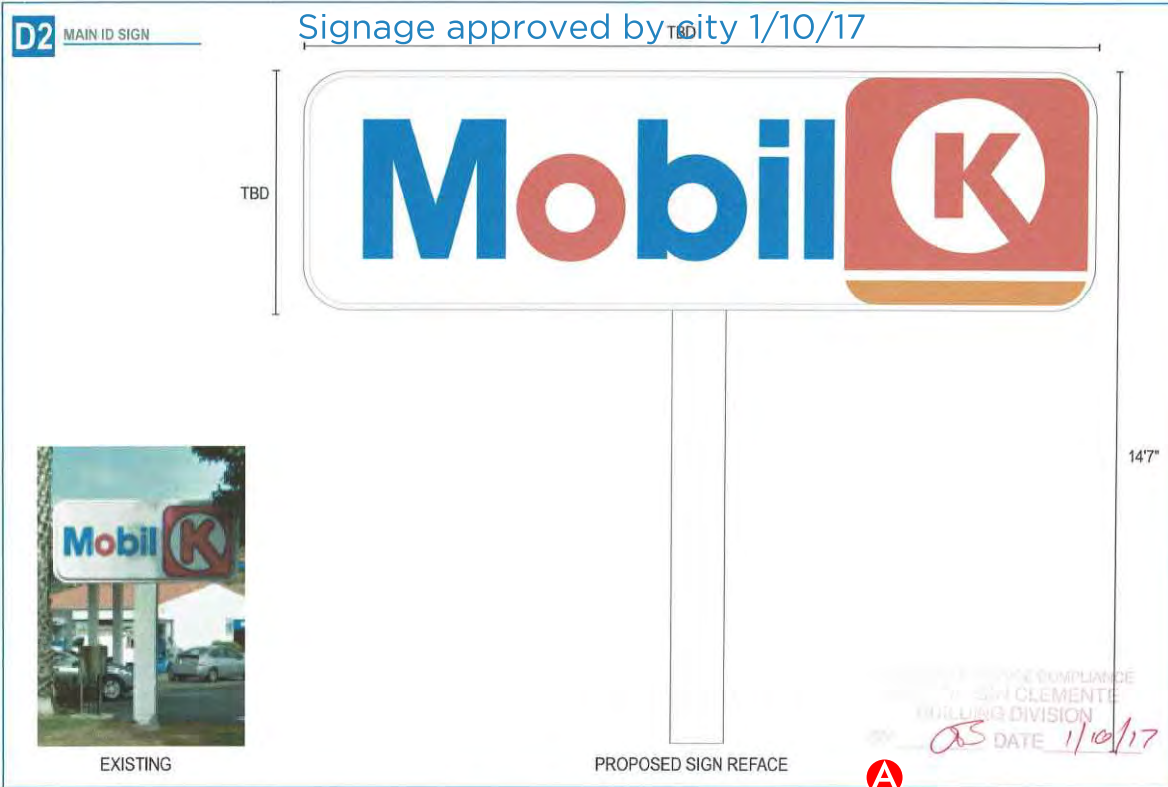 D2 MAIN ID SIGN
Signage approved by city 1/10/17
TBD
TBD
Mobil K
14'7"
Mobil K
EXISTING
PROPOSED SIGN REFACE
COMPLIANCE
SAN CLEMENTE
BUILDING DIVISION
DATE 1/10/17
A